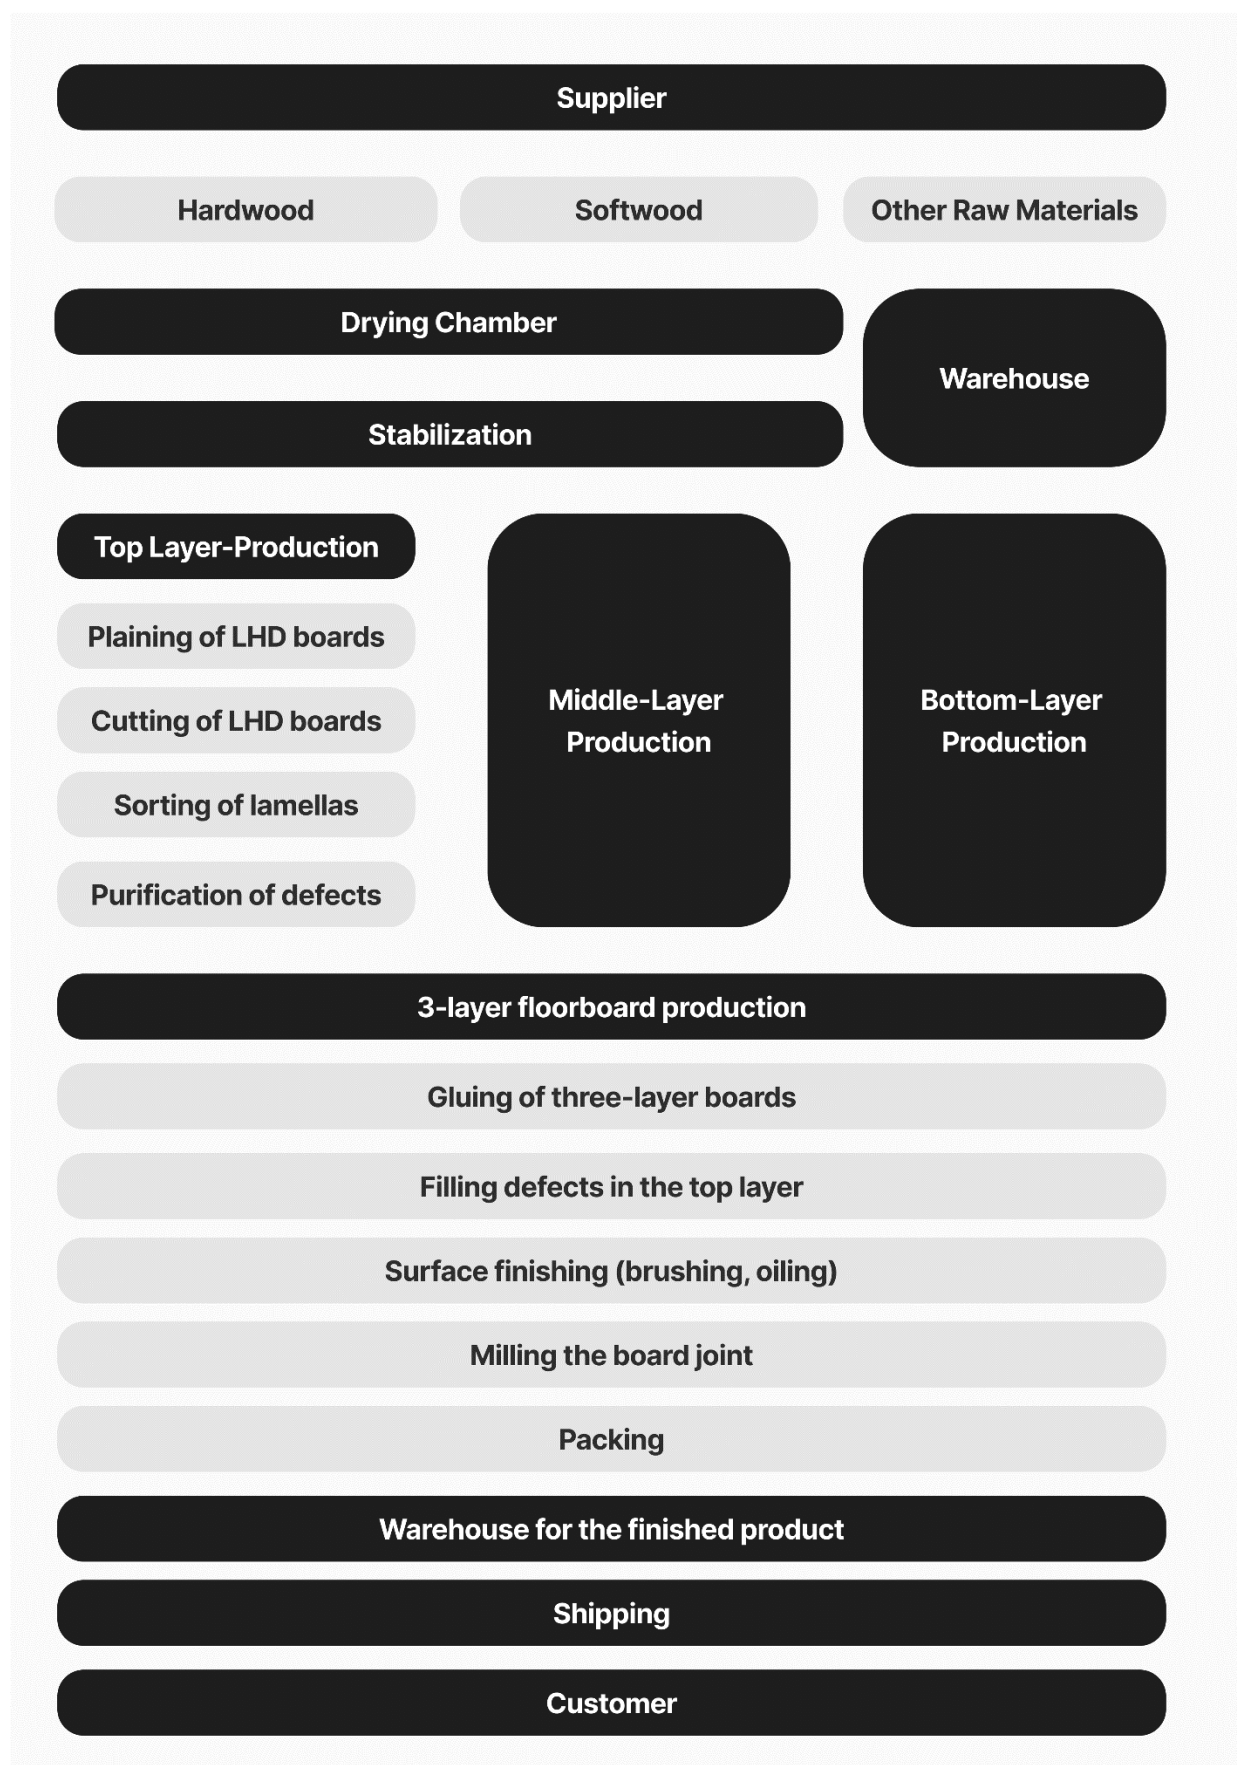 Supplier
Hardwood
Softwood
Other Raw Materials
Drying Chamber
Warehouse
Stabilization
Top Layer-Production
Plaining of LHD boards
Cutting of LHD boards
Sorting of lamellas
Purification of defects
Middle-Layer
Production
Bottom-Layer
Production
3-layer floorboard production
Gluing of three-layer boards
Filling defects in the top layer
Surface finishing (brushing, oiling)
Milling the board joint
Packing
Warehouse for the finished product
Shipping
Customer